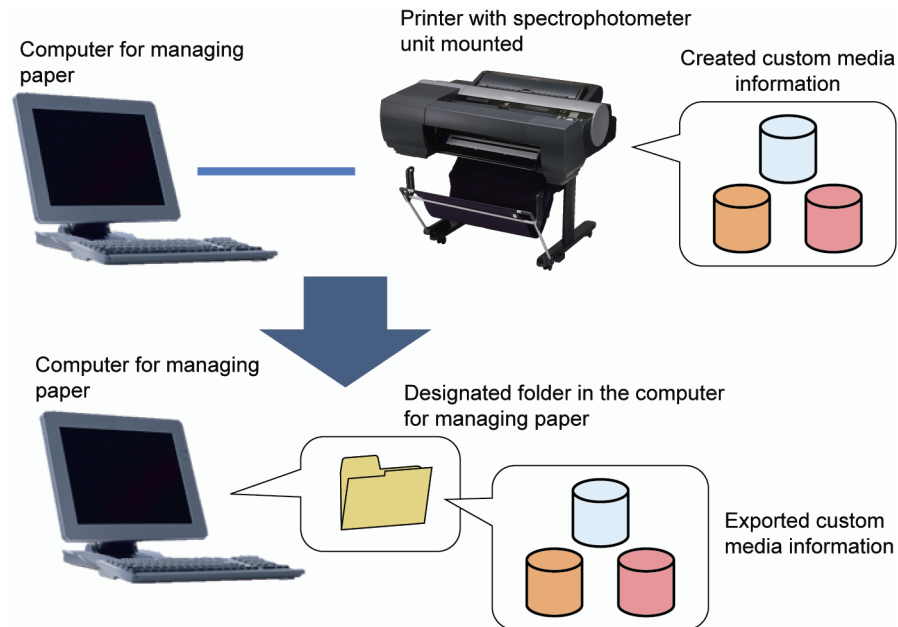 Computer for managing
paper
Printer with spectrophotometer
unit mounted
Created custom media
information
Computer for managing
paper
Designated folder in the computer
for managing paper
Exported custom
media information